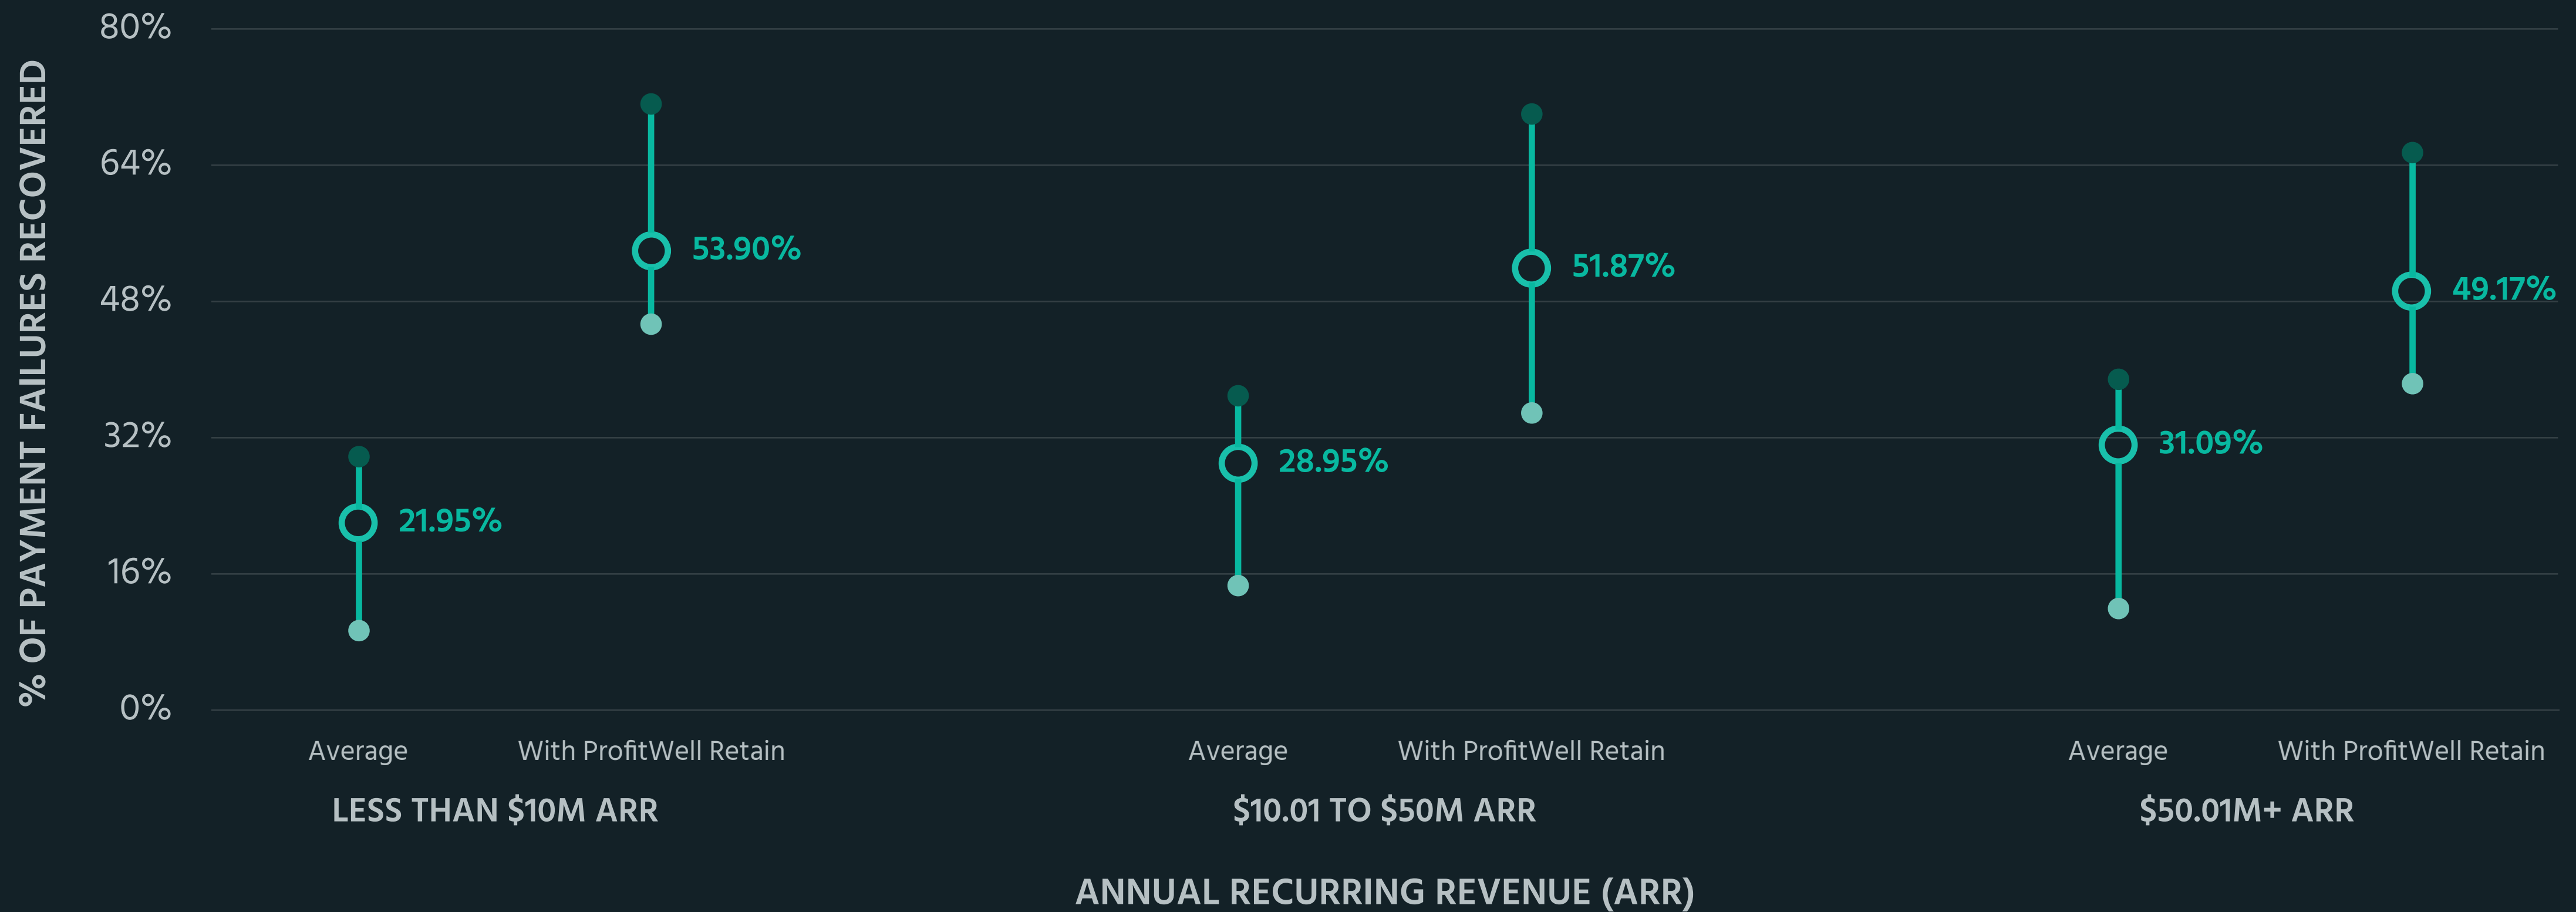 % OF PAYMENT FAILURES RECOVERED
80%
64%
48%
32%
16%
0%
21.95%
53.90%
28.95%
51.87%
31.09%
49.17%
Average
With ProfitWell Retain
Average
With ProfitWell Retain
Average
With ProfitWell Retain
LESS THAN $10M ARR
$10.01 TO $50M ARR
$50.01M+ ARR
ANNUAL RECURRING REVENUE (ARR)